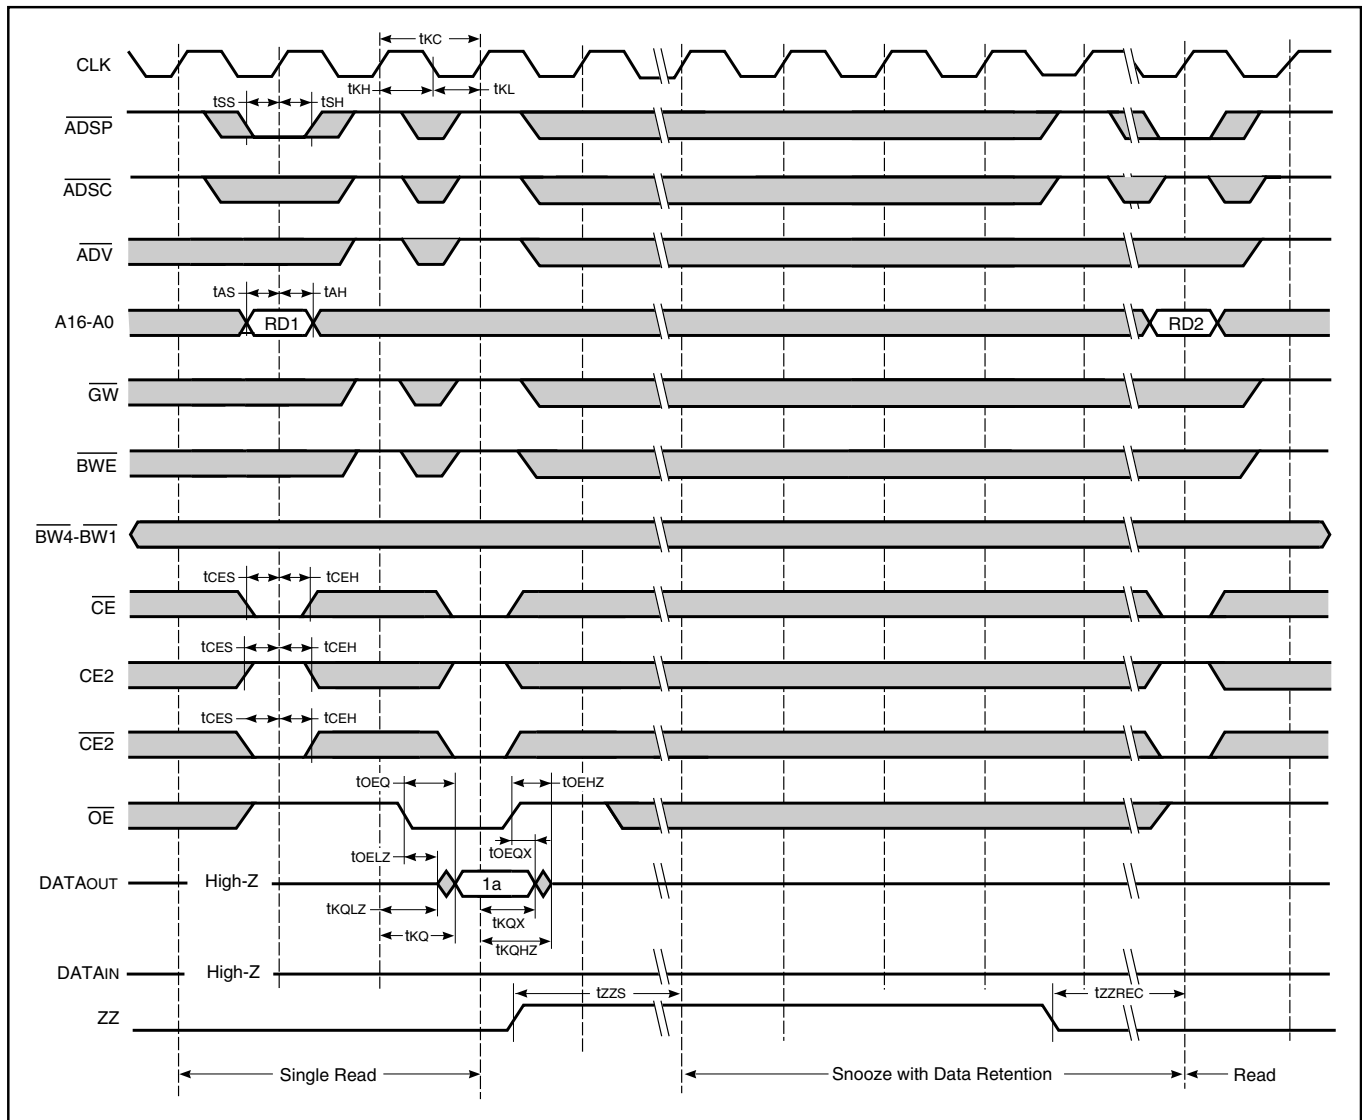 tKC
CLK
tKH
tKL
tSS
tSH
ADSP
ADSC
ADV
tAS
tAH
A16-A0
RD1
RD2
GW
BWE
BW4-BW1
tCES
tCEH
CE
tCES
tCEH
CE2
tCES
tCEH
CE2
tOEQ
tOEHZ
OE
tOELZ
tOEQX
DATAOUT
High-Z
1a
tKQLZ
tKQX
tKQ
tKQHZ
DATAIN
High-Z
tZZS
tZZREC
ZZ
Single Read
Snooze with Data Retention
Read